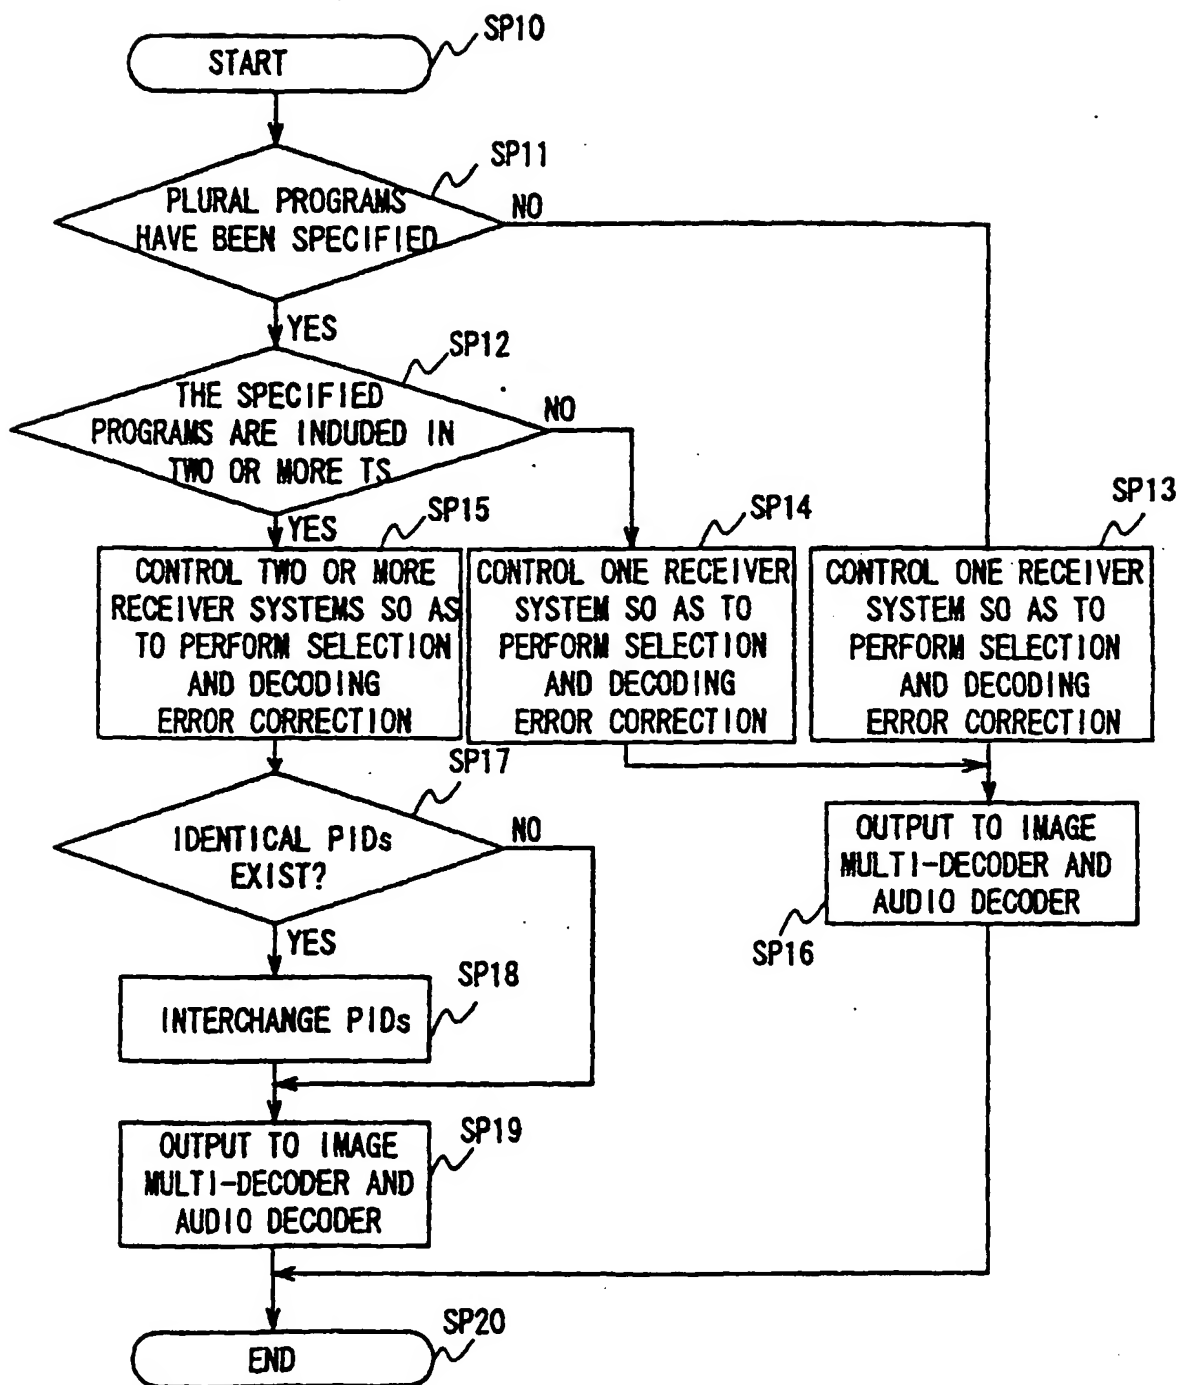 SP10
START
SP11
PLURAL PROGRAMS
HAVE BEEN SPECIFIED
NO
YES
SP12
THE SPECIFIED
PROGRAMS ARE INDUDED IN
TWO OR MORE TS
NO
YES
SP15
CONTROL TWO OR MORE
RECEIVER SYSTEMS SO AS
TO PERFORM SELECTION
AND DECODING
ERROR CORRECTION
SP14
CONTROL ONE RECEIVER
SYSTEM SO AS TO
PERFORM SELECTION
AND DECODING
ERROR CORRECTION
SP13
CONTROL ONE RECEIVER
SYSTEM SO AS TO
PERFORM SELECTION
AND DECODING
ERROR CORRECTION
SP17
IDENTICAL PIDs
EXIST?
NO
YES
OUTPUT TO IMAGE
MULTI-DECODER AND
AUDIO DECODER
SP16
SP18
INTERCHANGE PIDs
SP19
OUTPUT TO IMAGE
MULTI-DECODER AND
AUDIO DECODER
SP20
END